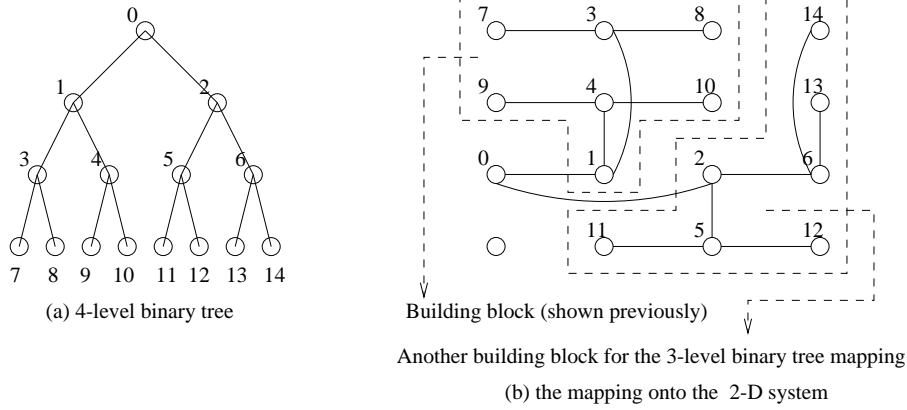 0
1
2
3
4
5
6
7 8 9 10 11 12 13 14
(a) 4-level binary tree
7 3 8 14
9 4 10 13
0 1 2 6
11 5 12
Building block (shown previously)
Another building block for the 3-level binary tree mapping
(b) the mapping onto the 2-D system